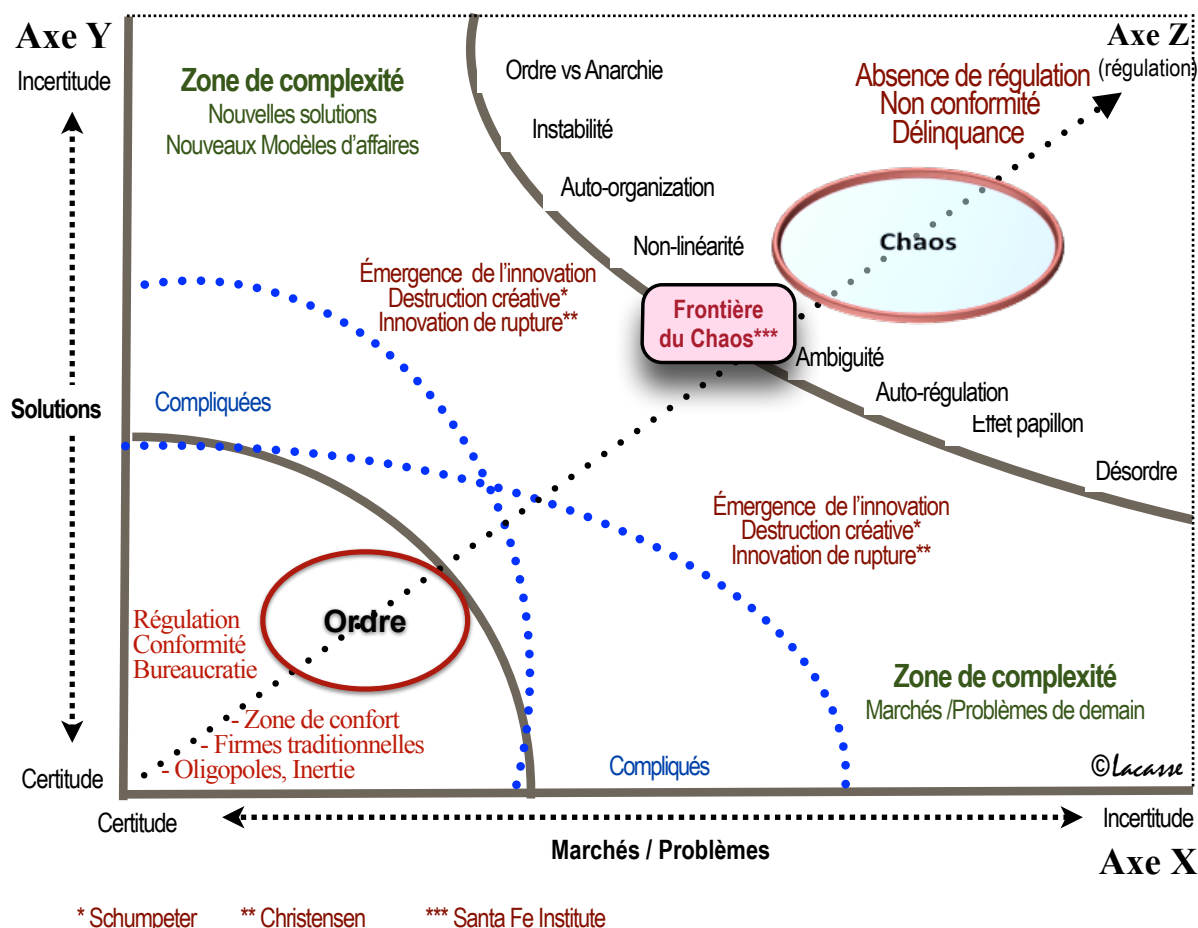 Axe Y
Incertitude
Solutions
Certitude
Zone de complexité
Nouvelles solutions
Nouveaux Modèles d'affaires
Ordre vs Anarchie
Instabilité
Auto-organization
Non-linéarité
Axe Z
(régulation)
Absence de régulation
Non conformité
Délinquance
Chaos
Émergence de l'innovation
Destruction créative*
Innovation de rupture**
Frontière
du Chaos***
Ambiguité
Auto-régulation
Effet papillon
Désordre
Compliquées
Émergence de l'innovation
Destruction créative*
Innovation de rupture**
Ordre
Régulation
Conformité
Bureaucratie
- Zone de confort
- Firmes traditionnelles
- Oligopoles, Inertie
Zone de complexité
Marchés /Problèmes de demain
Compliqués
©Lacasse
Certitude
Incertitude
Marchés / Problèmes
Axe X
* Schumpeter
** Christensen
*** Santa Fe Institute